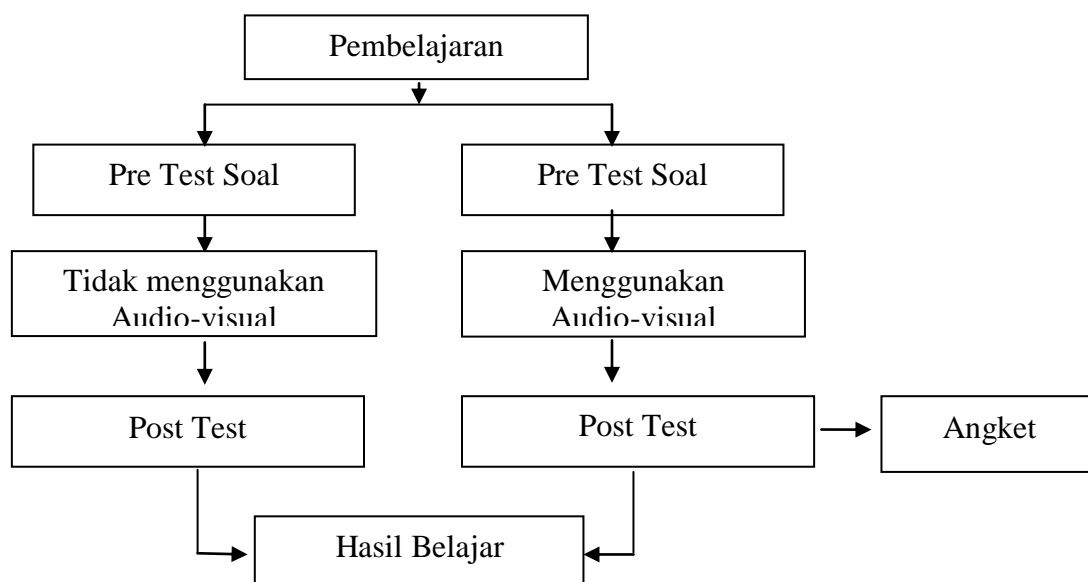 Pembelajaran
Pre Test Soal
Pre Test Soal
Tidak menggunakan
Audio-visual
Menggunakan
Audio-visual
Post Test
Post Test
Angket
Hasil Belajar